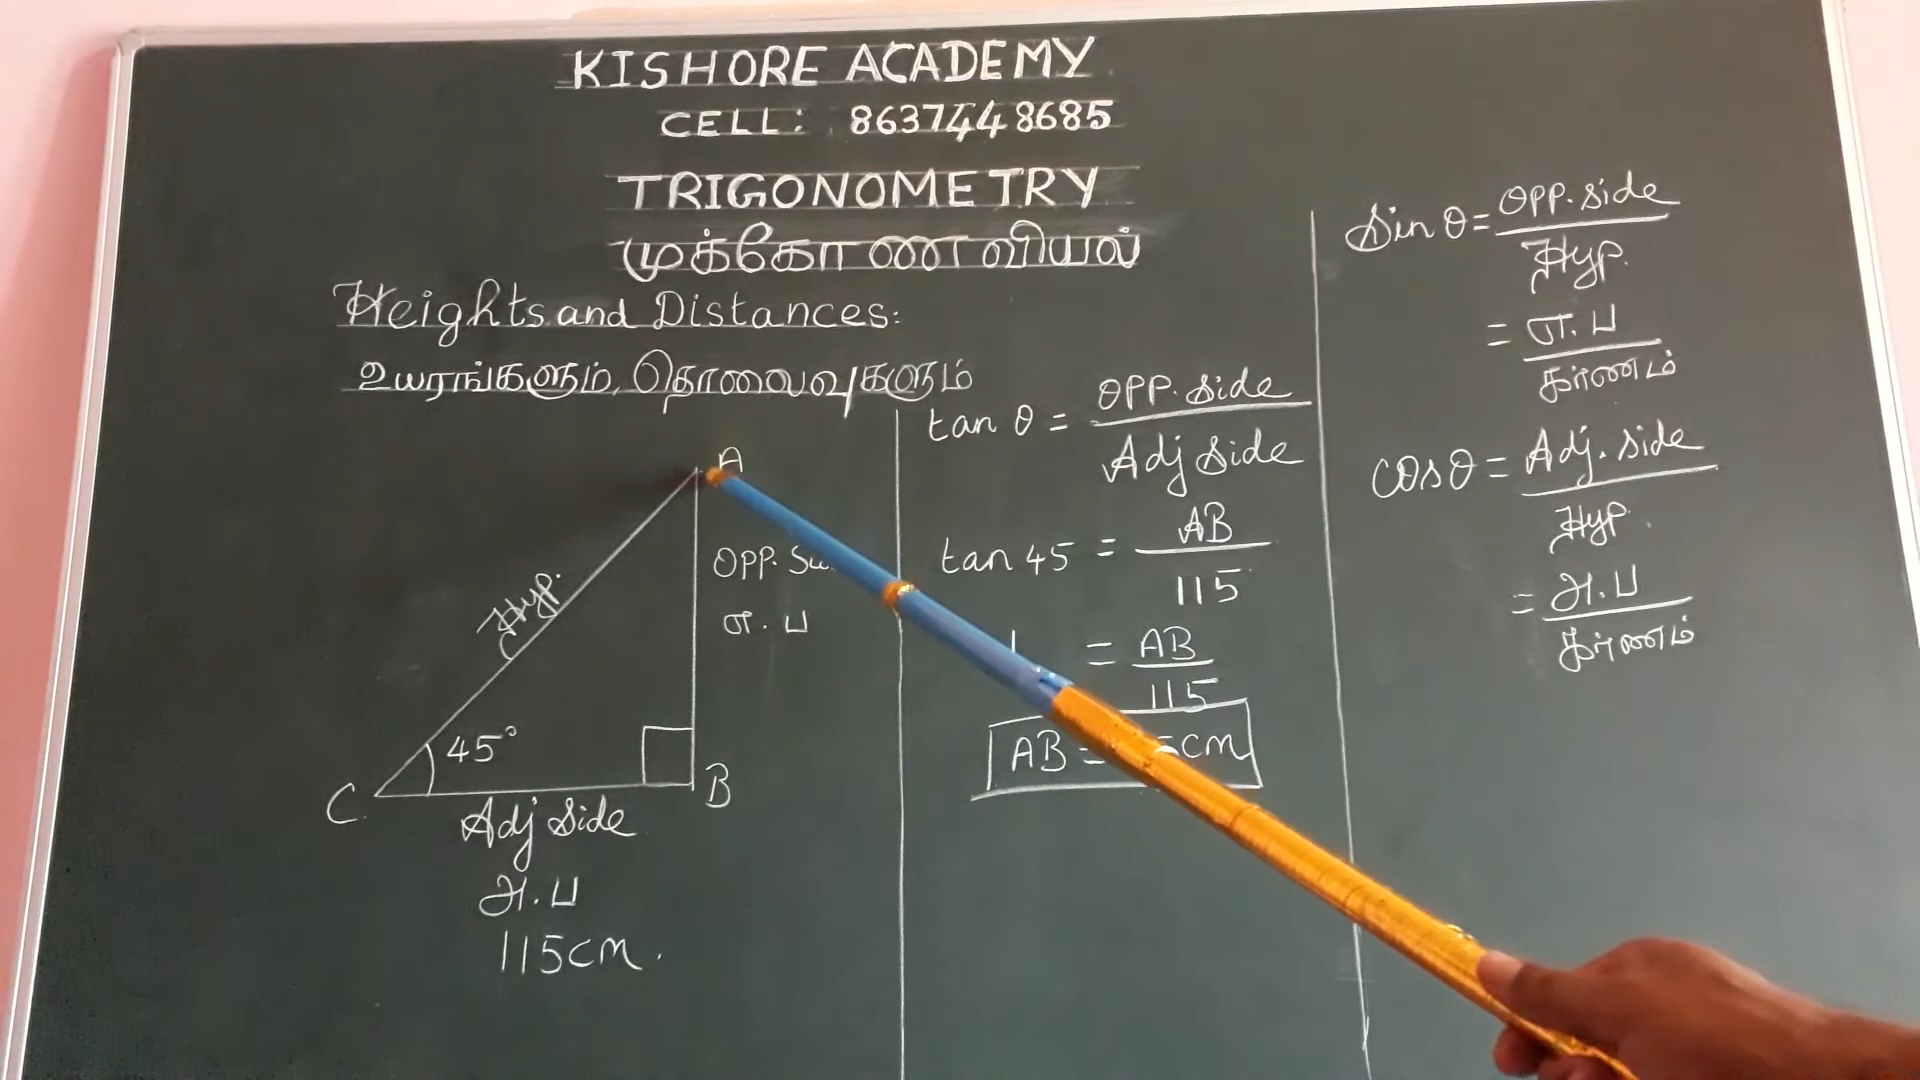 KISHORE ACADEMY
CELL: 8637448685
TRIGONOMETRY
முக்கோணவியல்
Heights and Distances:
உயரங்களும், தொலைவுகளும்
A
Hyp.
OPP.
எ.ப
45°
C
B
Adj side
அ.ப
115cm.
tan θ = OPP. side / Adj side
tan 45 = AB / 115
= AB / 115
AB = cm
Sin θ = OPP. side / Hyp.
= எ.ப / கர்ணம்
cos θ = Adj. side / Hyp.
= அ.ப / கர்ணம்